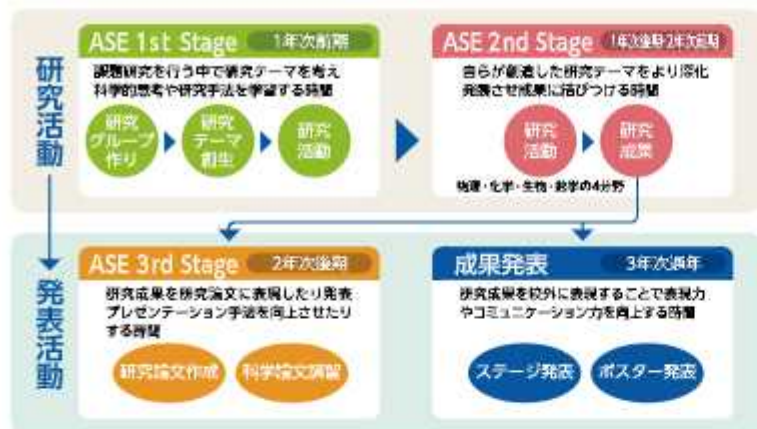 研究活動
ASE 1st Stage 1年次前期
課題研究を行う中で研究テーマを考え
科学的思考や研究手法を学習する時間
研究
グループ
作り
研究
テーマ
創生
研究
活動
ASE 2nd Stage 1年次後期・2年次前期
自らが創造した研究テーマをより深化
発展させ成果に結びつける時間
研究
活動
研究
成果
物理・化学・生物・数学の4分野
発表活動
ASE 3rd Stage 2年次後期
研究成果を研究論文に表現したり発表
プレゼンテーション手法を向上させたり
する時間
研究論文作成
科学論文講習
成果発表 3年次通年
研究成果を校外に表現することで表現力
やコミュニケーション力を向上する時間
ステージ発表
ポスター発表